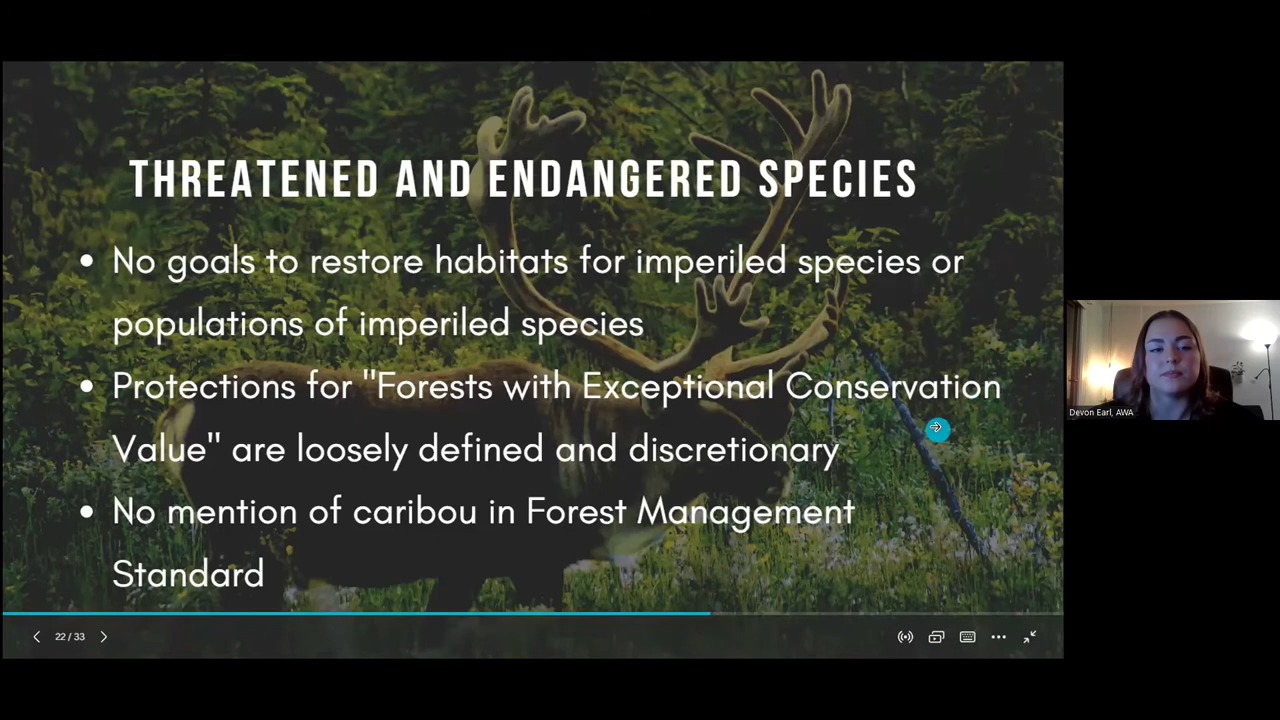 THREATENED AND ENDANGERED SPECIES
• No goals to restore habitats for imperiled species or
populations of imperiled species
• Protections for "Forests with Exceptional Conservation
Value" are loosely defined and discretionary
• No mention of caribou in Forest Management
Standard
22 / 33
Devon Earl, AWA